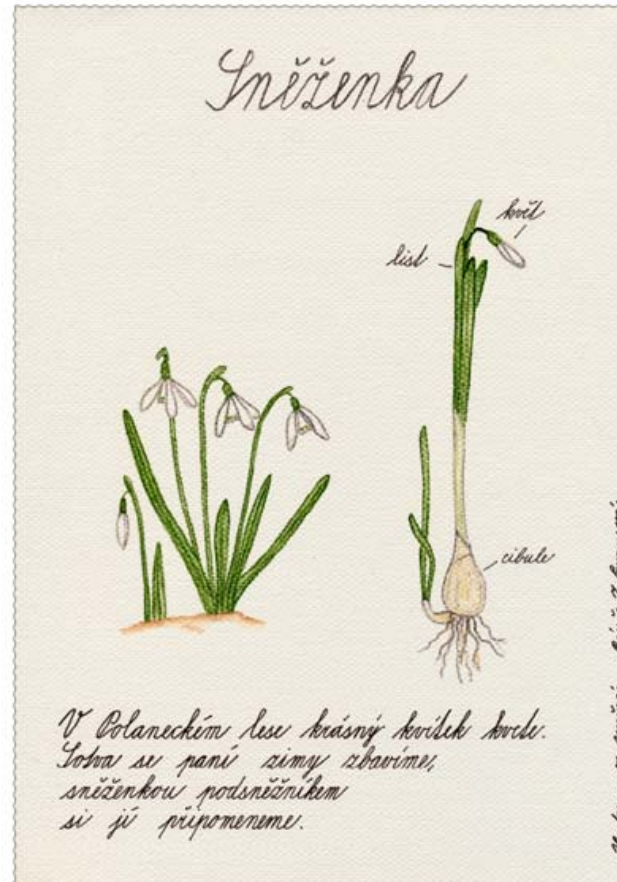 Sněženka
květ
list
cibule
V Polaneckém lese krásný kvítek kvete.
Sotva se paní zimy zbavíme,
sněženkou podsněžníkem
si jí připomeneme.